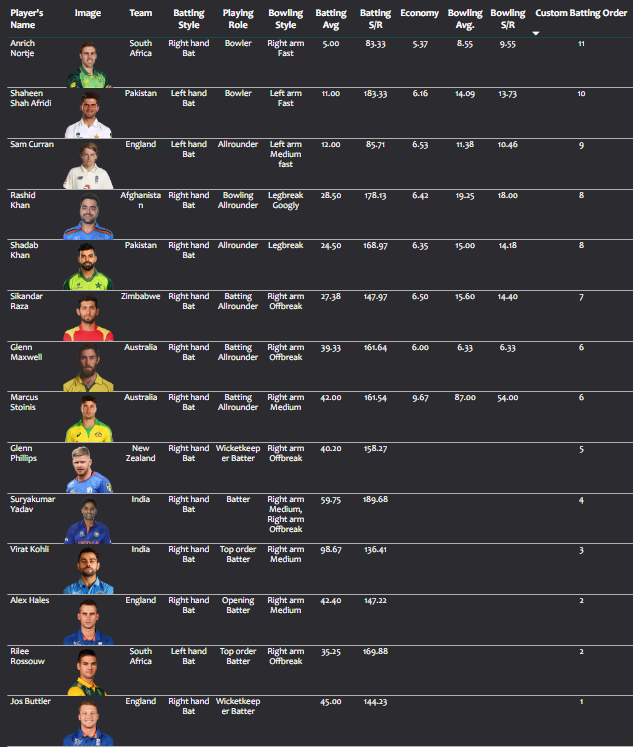 Player's Name Image Team Batting Style Playing Role Bowling Style Batting Avg Batting S/R Economy Bowling Avg. Bowling S/R Custom Batting Order
Anrich Nortje South Africa Right hand Bat Bowler Right arm Fast 5.00 83.33 5.37 8.55 9.55 11
Shaheen Shah Afridi Pakistan Left hand Bat Bowler Left arm Fast 11.00 183.33 6.16 14.09 13.73 10
Sam Curran England Left hand Bat Allrounder Left arm Medium fast 12.00 85.71 6.53 11.38 10.46 9
Rashid Khan Afghanistan Right hand Bat Bowling Allrounder Legbreak Googly 28.50 178.13 6.42 19.25 18.00 8
Shadab Khan Pakistan Right hand Bat Allrounder Legbreak 24.50 168.97 6.35 15.00 14.18 8
Sikandar Raza Zimbabwe Right hand Bat Batting Allrounder Right arm Offbreak 27.38 147.97 6.50 15.60 14.40 7
Glenn Maxwell Australia Right hand Bat Batting Allrounder Right arm Offbreak 39.33 161.64 6.00 6.33 6.33 6
Marcus Stoinis Australia Right hand Bat Batting Allrounder Right arm Medium 42.00 161.54 9.67 87.00 54.00 6
Glenn Phillips New Zealand Right hand Bat Wicketkeeper Batter Right arm Offbreak 40.20 158.27 5
Suryakumar Yadav India Right hand Bat Batter Right arm Medium, Right arm Offbreak 59.75 189.68 4
Virat Kohli India Right hand Bat Top order Batter Right arm Medium 98.67 136.41 3
Alex Hales England Right hand Bat Opening Batter Right arm Medium 42.40 147.22 2
Rilee Rossouw South Africa Left hand Bat Top order Batter Right arm Offbreak 35.25 169.88 2
Jos Buttler England Right hand Bat Wicketkeeper Batter 45.00 144.23 1